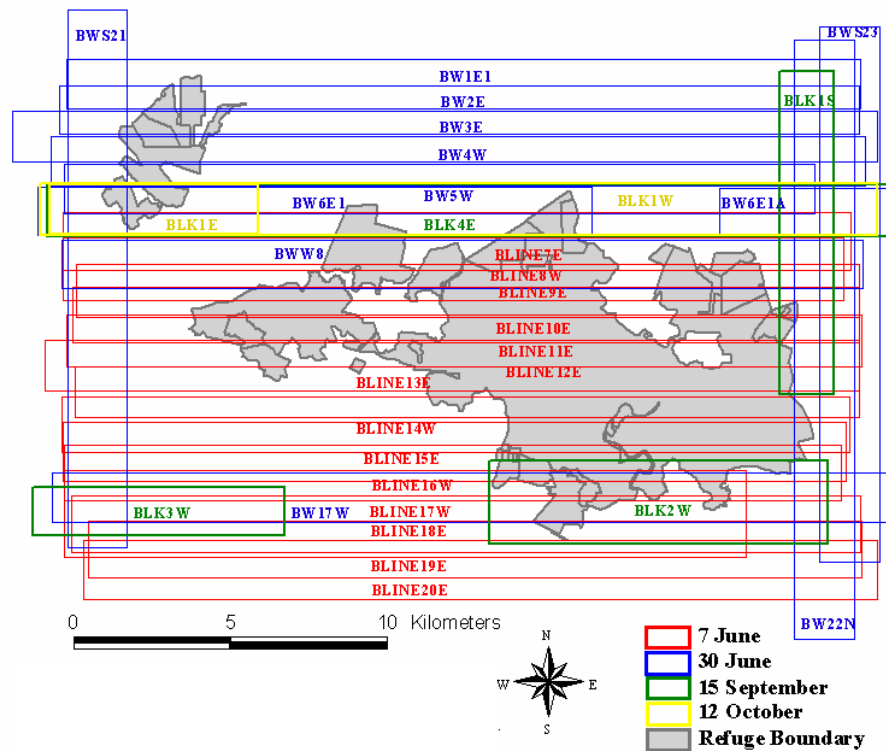 BWS21
BWS23
BW1E1
BW2E
BLK1S
BW3E
BW4W
BW5W
BW6E1
BLK1W
BW6E1A
BLK1E
BLK4E
BWW8
BLINE7E
BLINE8W
BLINE9E
BLINE10E
BLINE11E
BLINE12E
BLINE13E
BLINE14W
BLINE15E
BLINE16W
BLK3W
BW17W
BLINE17W
BLK2W
BLINE18E
BLINE19E
BLINE20E
BW22N
0 5 10 Kilometers
N
W E
S
7 June
30 June
15 September
12 October
Refuge Boundary